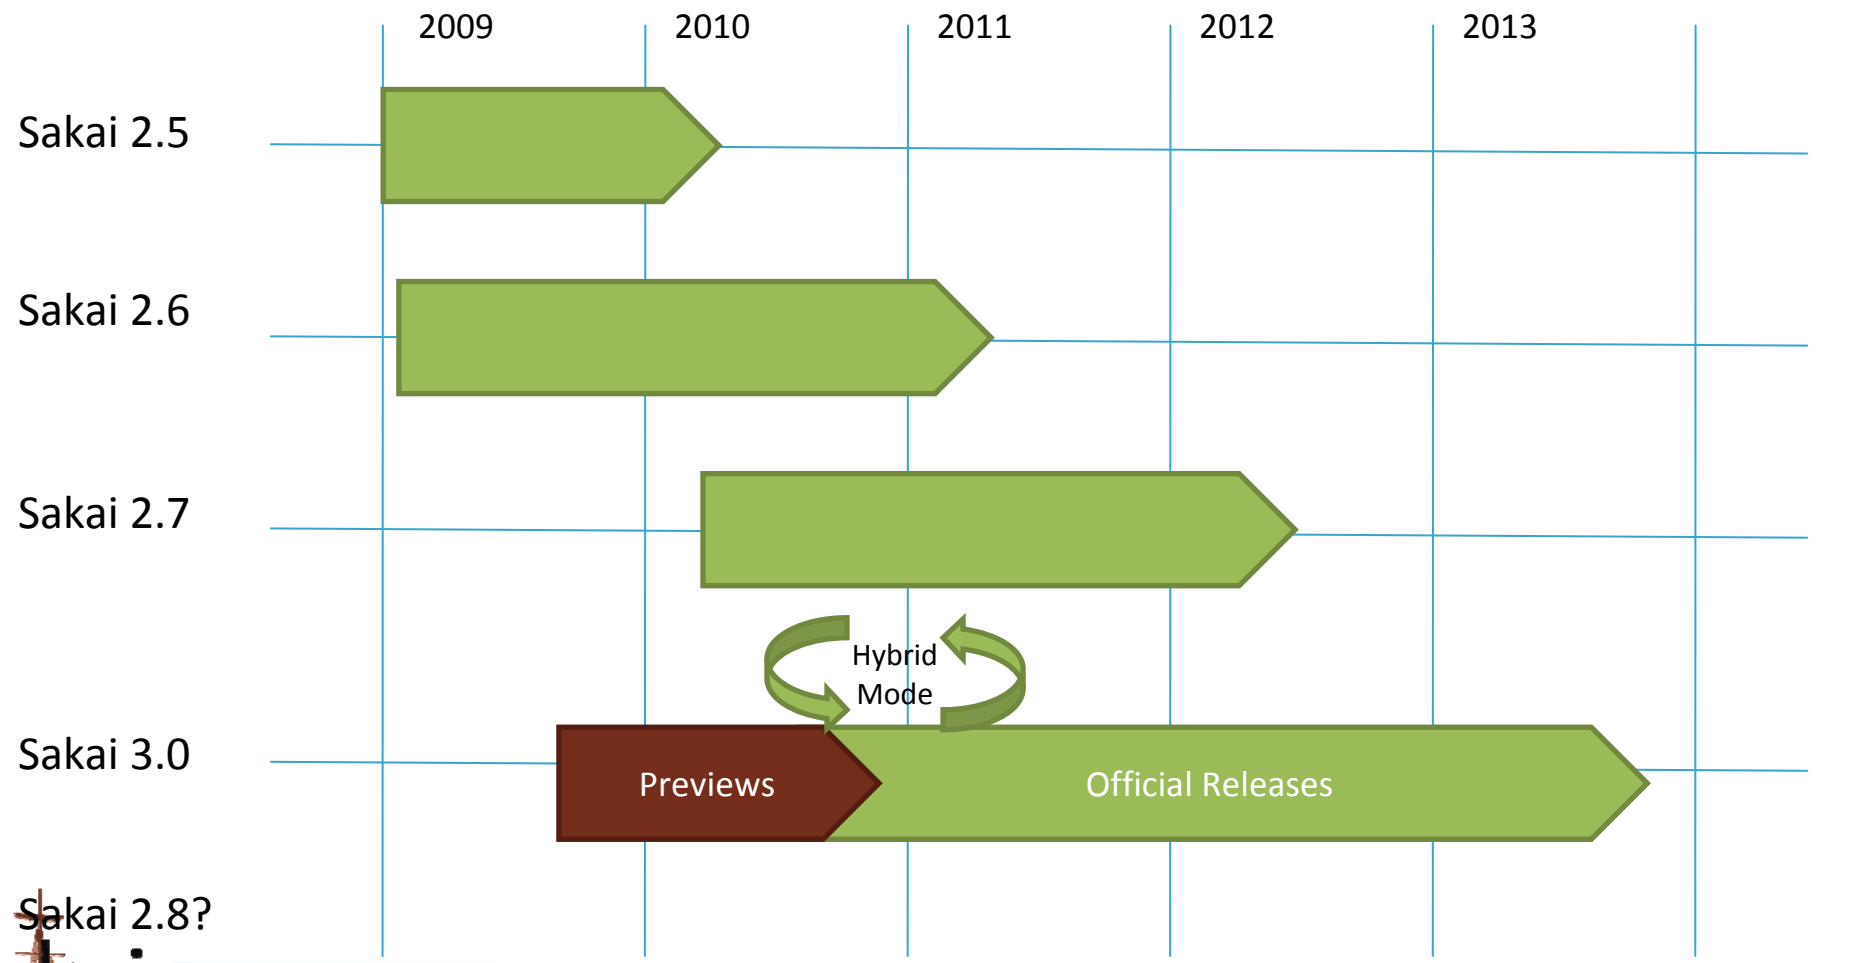 2009 2010 2011 2012 2013
Sakai 2.5
Sakai 2.6
Sakai 2.7
Hybrid
Mode
Sakai 3.0
Previews
Official Releases
Sakai 2.8?